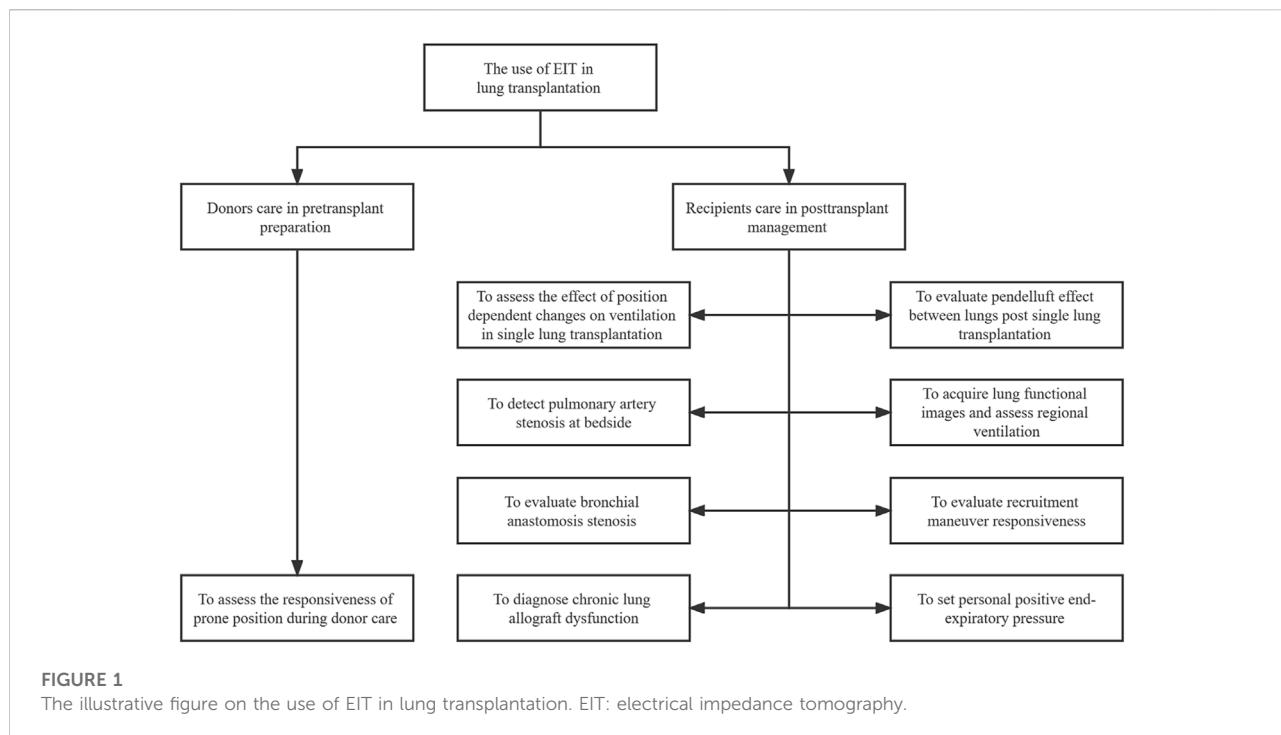 The use of EIT in
lung transplantation
Donors care in pretransplant
preparation
Recipients care in posttransplant
management
To assess the effect of position
dependent changes on ventilation
in single lung transplantation
To evaluate pendelluft effect
between lungs post single lung
transplantation
To detect pulmonary artery
stenosis at bedside
To acquire lung functional
images and assess regional
ventilation
To evaluate bronchial
anastomosis stenosis
To evaluate recruitment
maneuver responsiveness
To assess the responsiveness of
prone position during donor care
To diagnose chronic lung
allograft dysfunction
To set personal positive end-
expiratory pressure
FIGURE 1
The illustrative figure on the use of EIT in lung transplantation. EIT: electrical impedance tomography.